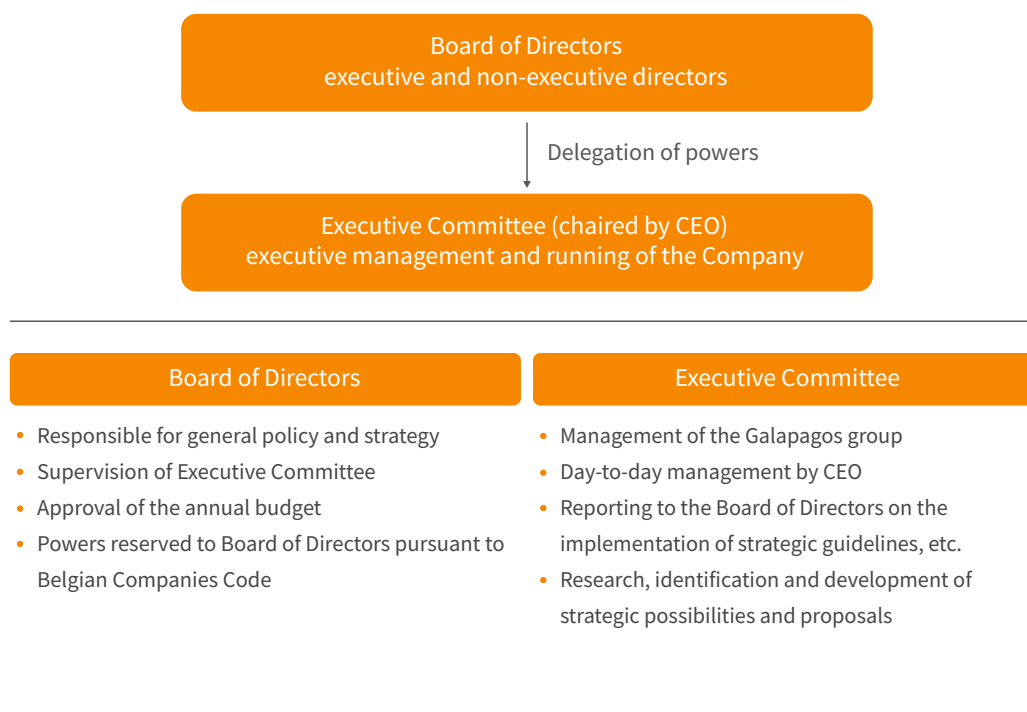 Board of Directors
executive and non-executive directors
Delegation of powers
Executive Committee (chaired by CEO)
executive management and running of the Company
Board of Directors
• Responsible for general policy and strategy
• Supervision of Executive Committee
• Approval of the annual budget
• Powers reserved to Board of Directors pursuant to
Belgian Companies Code
Executive Committee
• Management of the Galapagos group
• Day-to-day management by CEO
• Reporting to the Board of Directors on the
implementation of strategic guidelines, etc.
• Research, identification and development of
strategic possibilities and proposals